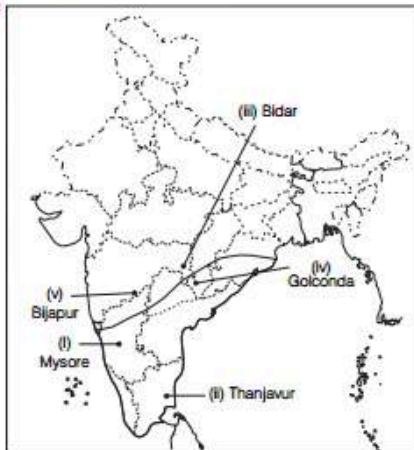 (iii) Bidar
(iv)
Golconda
(v)
Bijapur
(I)
Mysore
(ii) Thanjavur